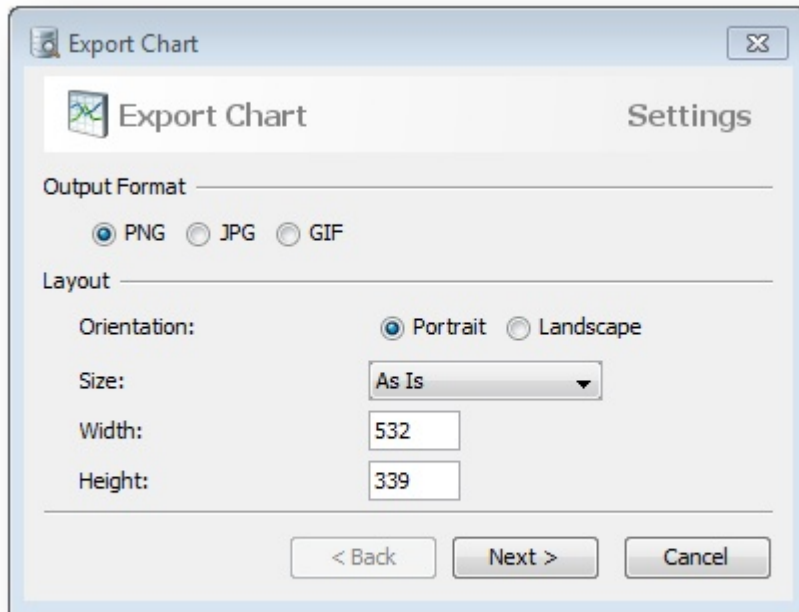 Export Chart
Export Chart Settings
Output Format
PNG JPG GIF
Layout
Orientation: Portrait Landscape
Size: As Is
Width: 532
Height: 339
< Back Next > Cancel